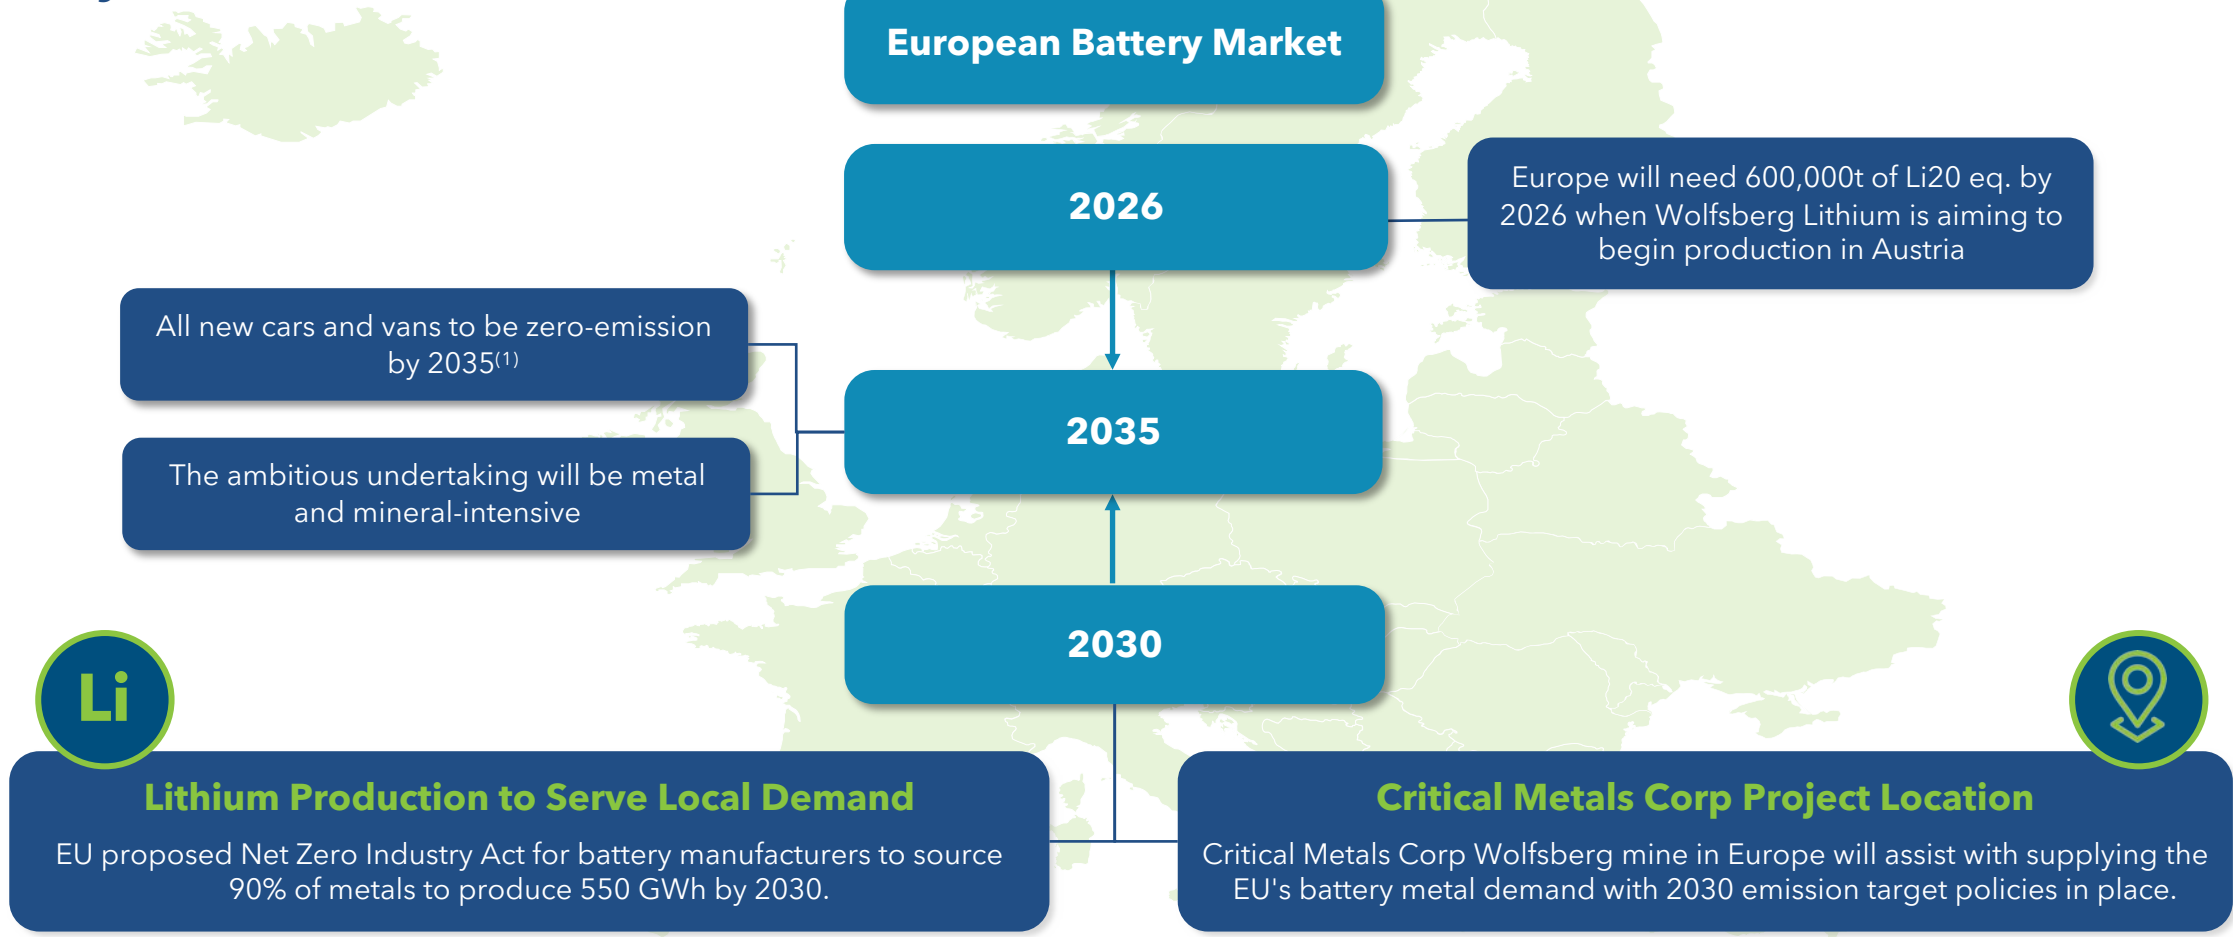 European Battery Market
2026
Europe will need 600,000t of Li20 eq. by
2026 when Wolfsberg Lithium is aiming to
begin production in Austria
All new cars and vans to be zero-emission
by 2035(1)
The ambitious undertaking will be metal
and mineral-intensive
2035
2030
Li
Lithium Production to Serve Local Demand
EU proposed Net Zero Industry Act for battery manufacturers to source
90% of metals to produce 550 GWh by 2030.
Critical Metals Corp Project Location
Critical Metals Corp Wolfsberg mine in Europe will assist with supplying the
EU's battery metal demand with 2030 emission target policies in place.